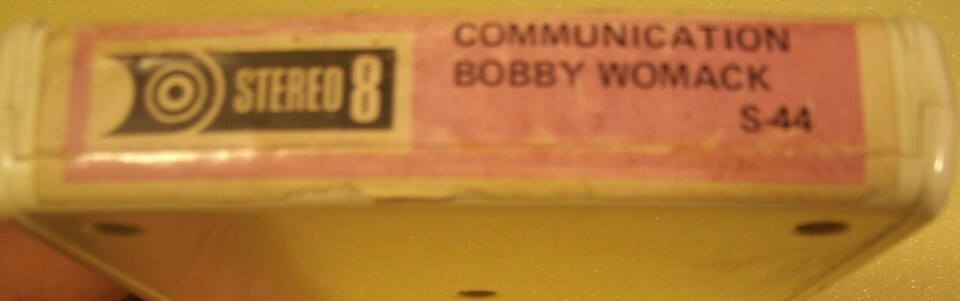 STEREO 8
COMMUNICATION
BOBBY WOMACK
S-44